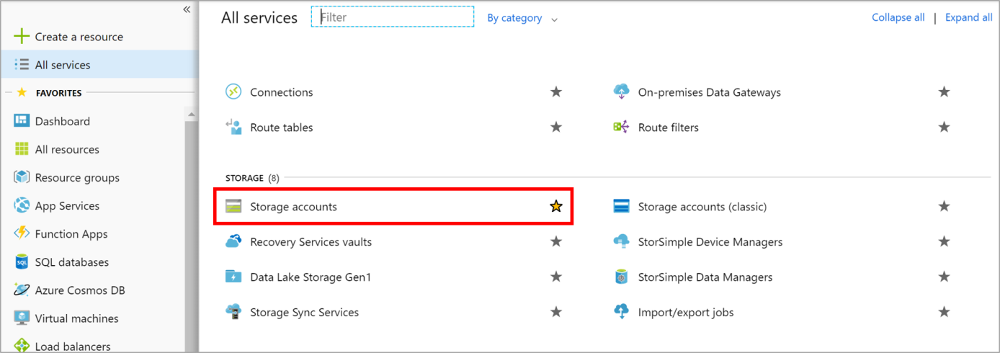 «
Create a resource
All services
FAVORITES
Dashboard
All resources
Resource groups
App Services
Function Apps
SQL databases
Azure Cosmos DB
Virtual machines
Load balancers
All services Filter By category Collapse all | Expand all
Connections On-premises Data Gateways
Route tables Route filters
STORAGE (8)
Storage accounts Storage accounts (classic)
Recovery Services vaults StorSimple Device Managers
Data Lake Storage Gen1 StorSimple Data Managers
Storage Sync Services Import/export jobs